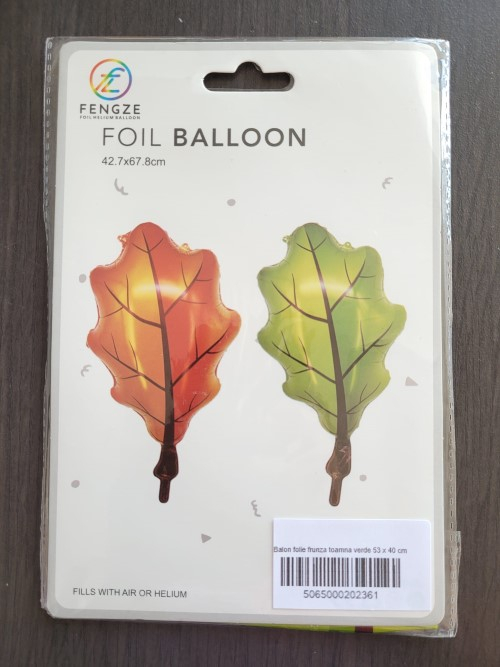 FENGZE
FOIL HELIUM BALLOON
FOIL BALLOON
42.7x67.8cm
Balon folie frunza toamna verde 53 x 40 cm
5065000202361
FILLS WITH AIR OR HELIUM